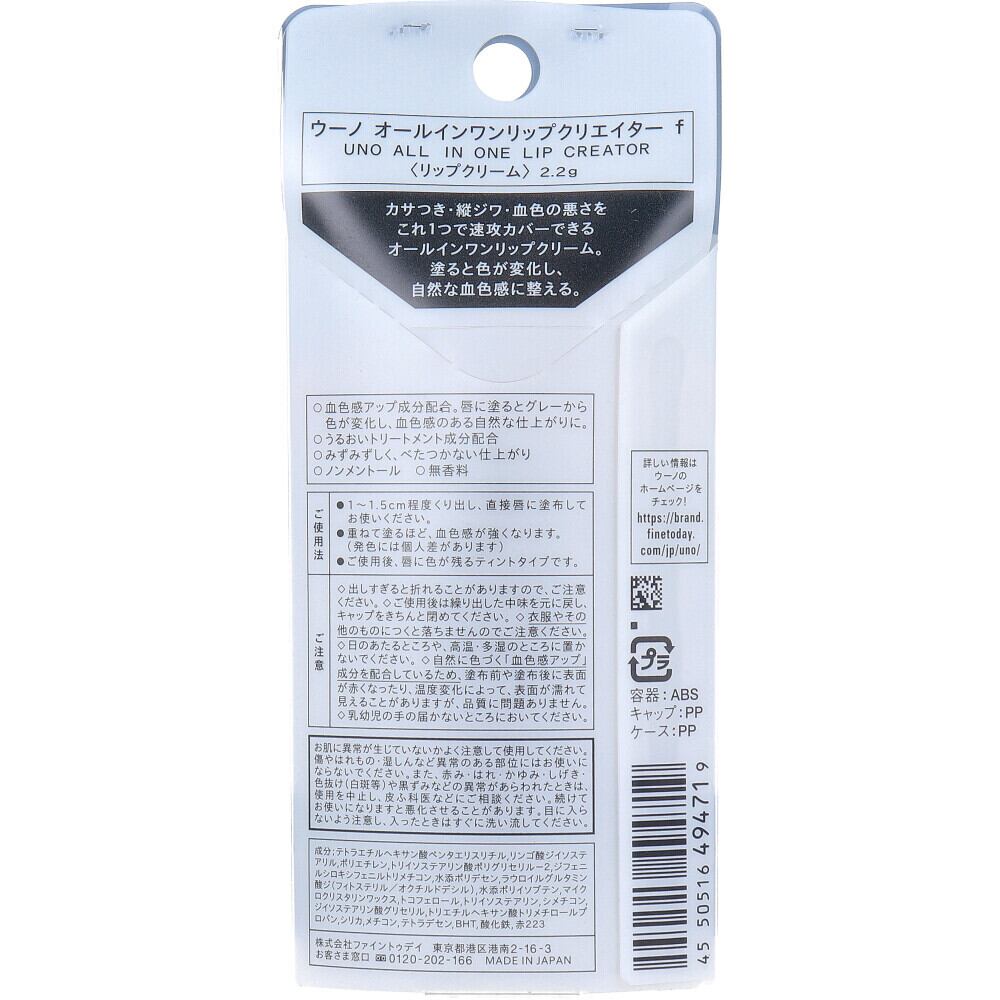 ウーノ オールインワンリップクリエイター f
UNO ALL IN ONE LIP CREATOR
〈リップクリーム〉2.2g
カサつき・縦ジワ・血色の悪さを
これ1つで速攻カバーできる
オールインワンリップクリーム。
塗ると色が変化し、
自然な血色感に整える。
○血色感アップ成分配合。唇に塗るとグレーから
色が変化し、血色感のある自然な仕上がりに。
○うるおいトリートメント成分配合
○みずみずしく、べたつかない仕上がり
○ノンメントール ○無香料
ご使用法
●1～1.5cm程度くり出し、直接唇に塗布して
お使いください。
●重ねて塗るほど、血色感が強くなります。
(発色には個人差があります)
●ご使用後、唇に色が残るティントタイプです。
ご注意
◇出しすぎると折れることがありますので、ご注意
ください。◇ご使用後は繰り出した中味を元に戻し、
キャップをきちんと閉めてください。◇衣服やその
他のものにつくと落ちませんのでご注意ください。
◇日のあたるところや、高温・多湿のところに置か
ないでください。◇自然に色づく「血色感アップ」
成分を配合しているため、塗布前や塗布後に表面
が赤くなったり、温度変化によって、表面が濡れて
見えることがありますが、品質に問題ありません。
◇乳幼児の手の届かないところにおいてください。
お肌に異常が生じていないかよく注意して使用してください。
傷やはれもの・湿しんなど異常のある部位にはお使いに
ならないでください。また、赤み・はれ・かゆみ・しげき・
色抜け(白斑等)や黒ずみなどの異常があらわれたときは、
使用を中止し、皮ふ科医などにご相談ください。続けて
お使いになりますと悪化させることがあります。目に入ら
ないよう注意し、入ったときはすぐに洗い流してください。
成分;テトラエチルヘキサン酸ペンタエリスリチル,リンゴ酸ジイソステ
アリル,ポリエチレン,トリイソステアリン酸ポリグリセリル－2,ジフェニ
ルシロキシフェニルトリメチコン,水添ポリデセン,ラウロイルグルタミン
酸ジ(フィトステリル/オクチルドデシル),水添ポリイソブテン,マイク
ロクリスタリンワックス,トコフェロール,トリイソステアリン,シメチコン,
ジイソステアリン酸グリセリル,トリエチルヘキサン酸トリメチロールプ
ロパン,シリカ,メチコン,テトラデセン,BHT,酸化鉄,赤223
株式会社ファイントゥデイ 東京都港区港南2-16-3
お客さま窓口 0120-202-166 MADE IN JAPAN
詳しい情報は
ウーノの
ホームページを
チェック!
https://brand.
finetoday.
com/jp/uno/
プラ
容器:ABS
キャップ:PP
ケース:PP
4 550516 494719